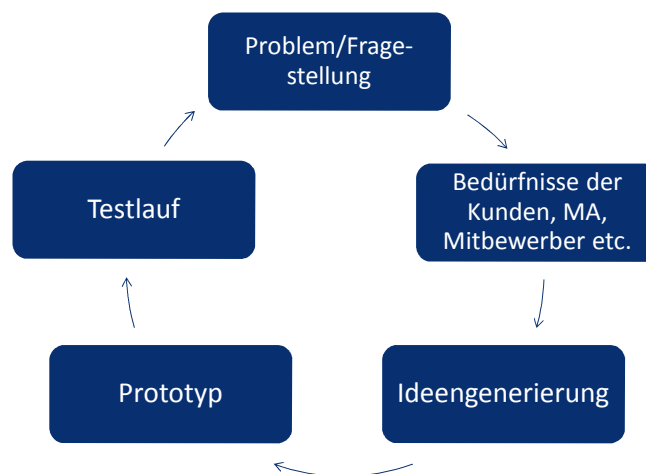 Problem/Frage-
stellung
Bedürfnisse der
Kunden, MA,
Mitbewerber etc.
Testlauf
Ideengenerierung
Prototyp